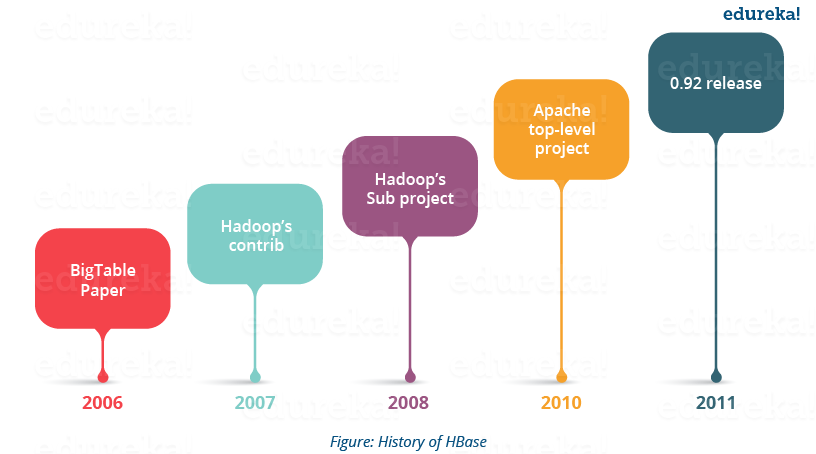 edureka!
0.92 release
Apache
top-level
project
Hadoop's
Sub project
Hadoop's
contrib
BigTable
Paper
2006
2007
2008
2010
2011
Figure: History of HBase